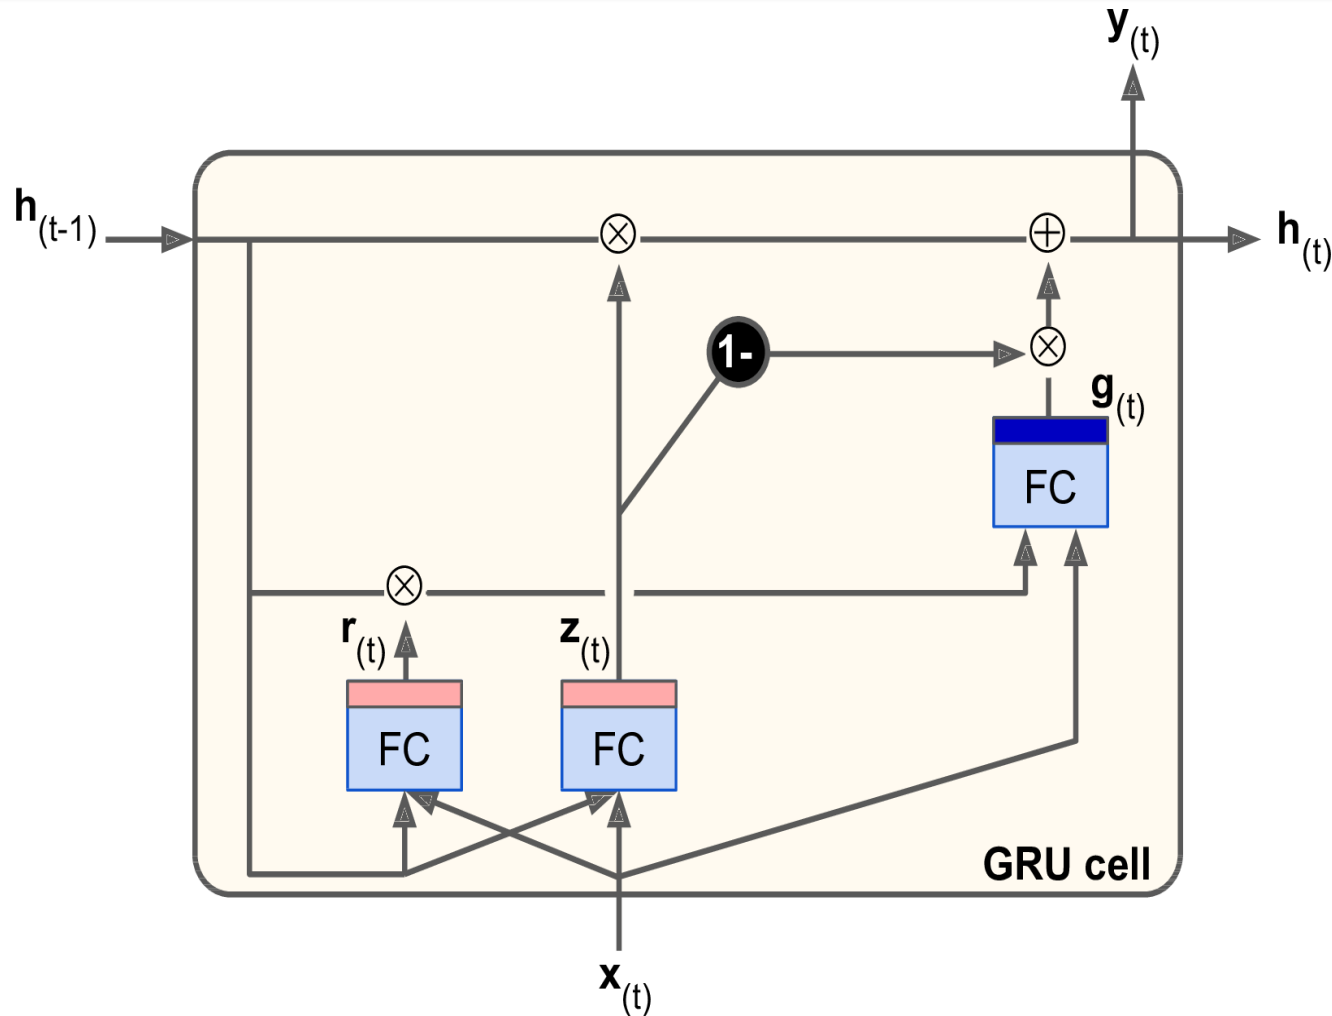 y(t)
h(t-1)
h(t)
1-
g(t)
FC
r(t)
z(t)
FC
FC
GRU cell
x(t)